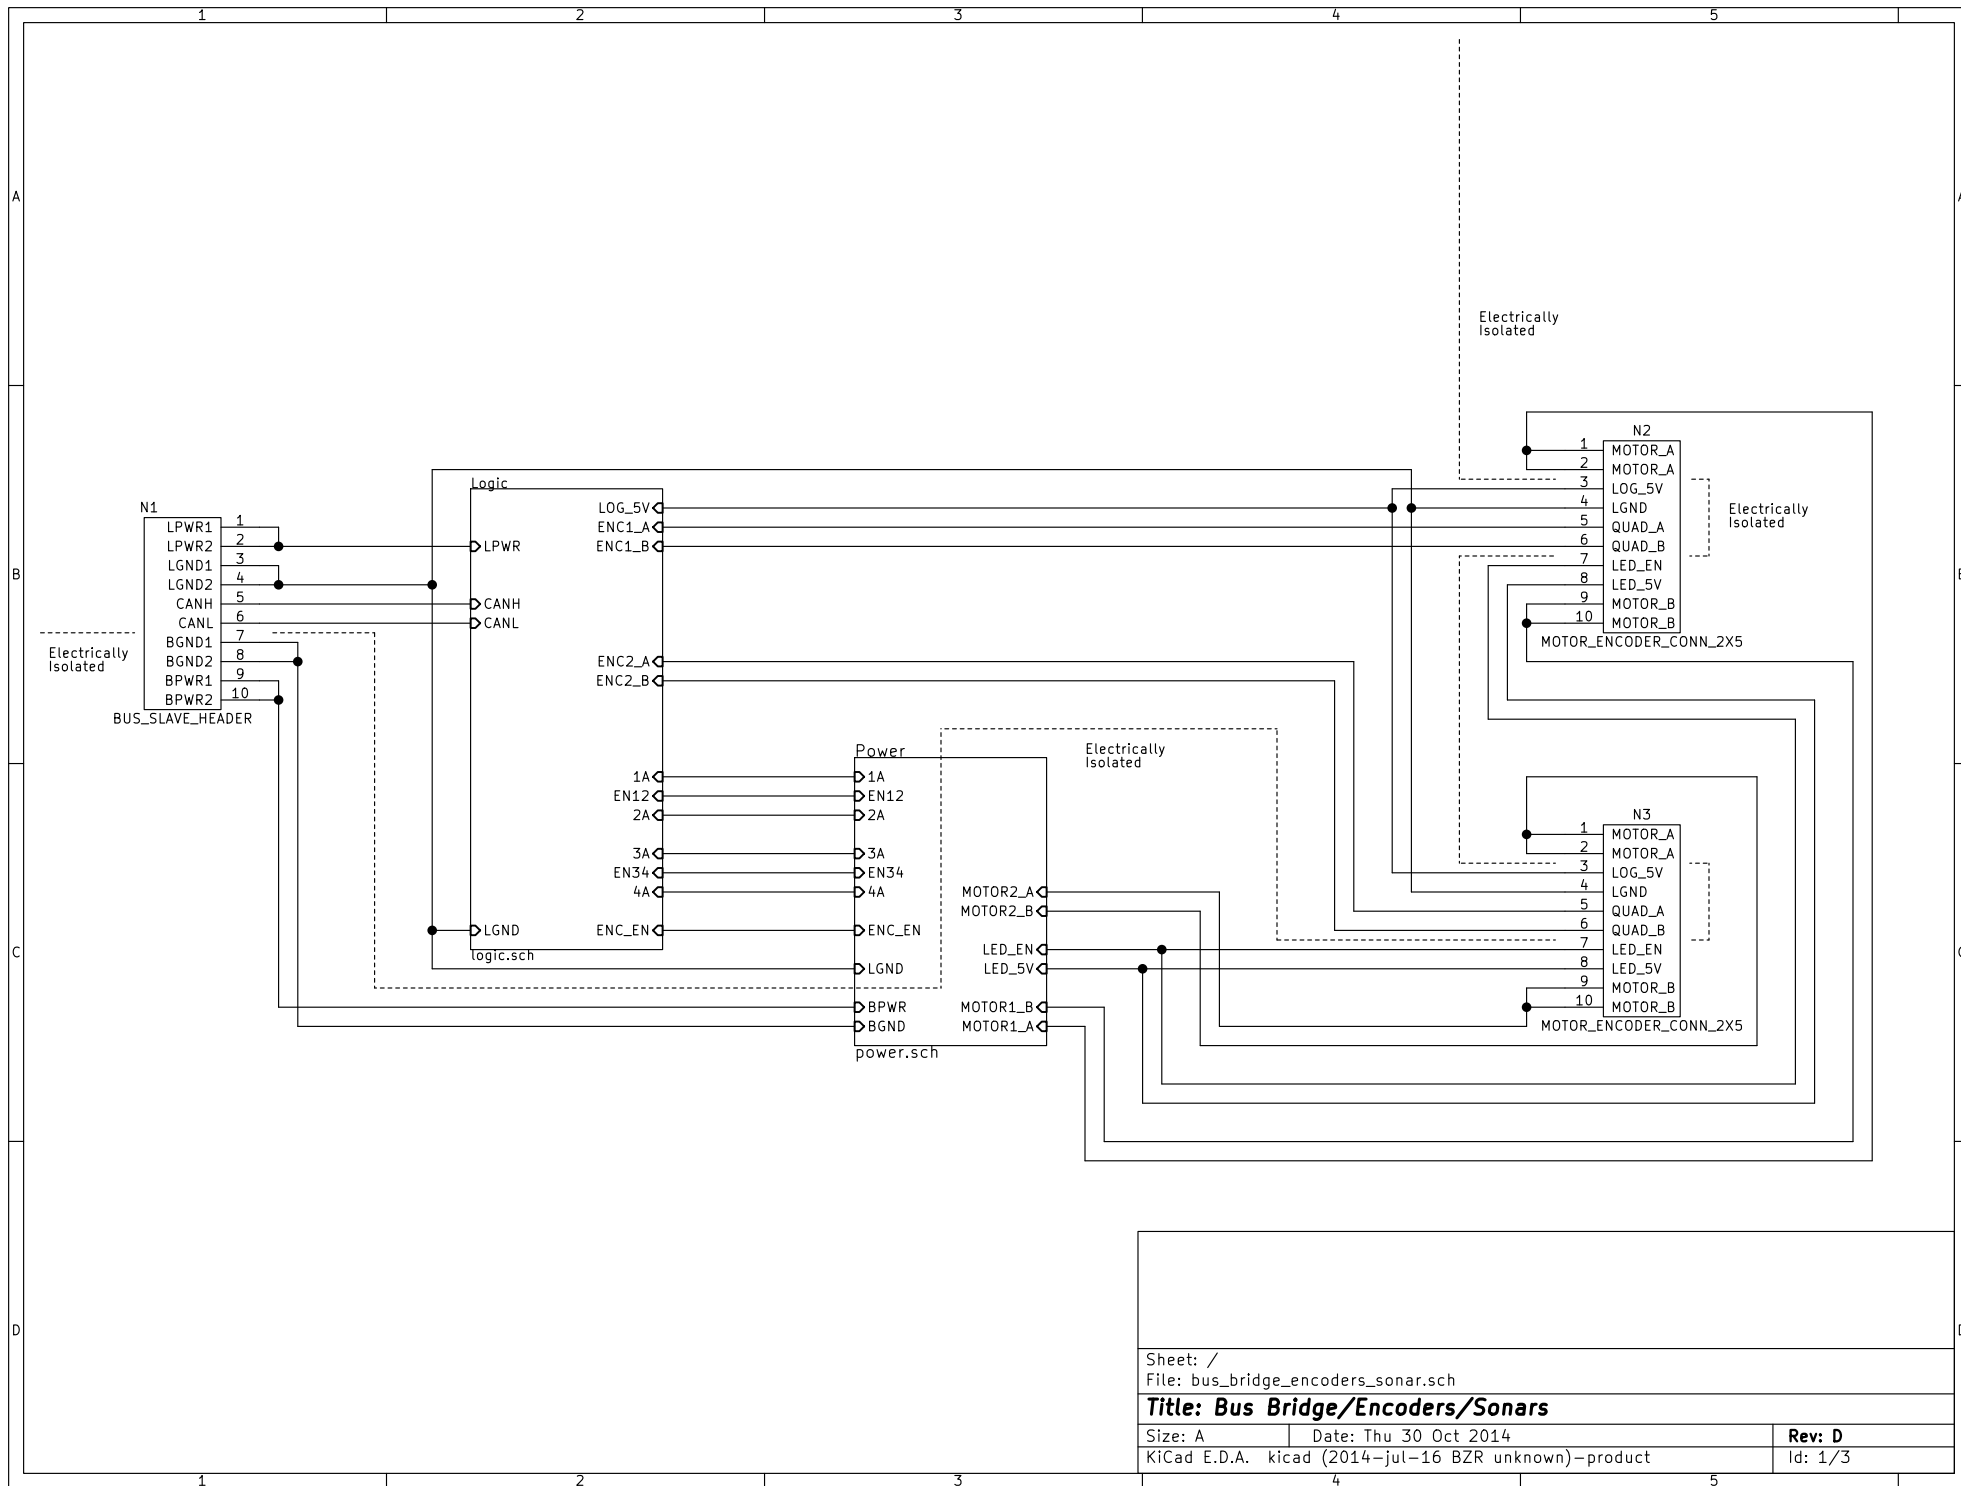 1 2 3 4 5
A
Electrically
Isolated
N2
1 MOTOR_A
2 MOTOR_A
3 LOG_5V
4 LGND
5 QUAD_A
6 QUAD_B
7 LED_EN
8 LED_5V
9 MOTOR_B
10 MOTOR_B
MOTOR_ENCODER_CONN_2X5
Electrically
Isolated
N1
LPWR1 1
LPWR2 2
LGND1 3
LGND2 4
CANH 5
CANL 6
BGND1 7
BGND2 8
BPWR1 9
BPWR2 10
BUS_SLAVE_HEADER
Electrically
Isolated
B
Logic
LOG_5V
ENC1_A
LPWR ENC1_B
CANH
CANL
ENC2_A
ENC2_B
1A
EN12
2A
3A
EN34
4A
LGND ENC_EN
logic.sch
Power
1A
EN12
2A
3A
EN34
4A MOTOR2_A
MOTOR2_B
ENC_EN
LED_EN
LGND LED_5V
BPWR MOTOR1_B
BGND MOTOR1_A
power.sch
Electrically
Isolated
N3
1 MOTOR_A
2 MOTOR_A
3 LOG_5V
4 LGND
5 QUAD_A
6 QUAD_B
7 LED_EN
8 LED_5V
9 MOTOR_B
10 MOTOR_B
MOTOR_ENCODER_CONN_2X5
C
D
Sheet: /
File: bus_bridge_encoders_sonar.sch
Title: Bus Bridge/Encoders/Sonars
Size: A Date: Thu 30 Oct 2014 Rev: D
KiCad E.D.A. kicad (2014-jul-16 BZR unknown)-product Id: 1/3
1 2 3 4 5